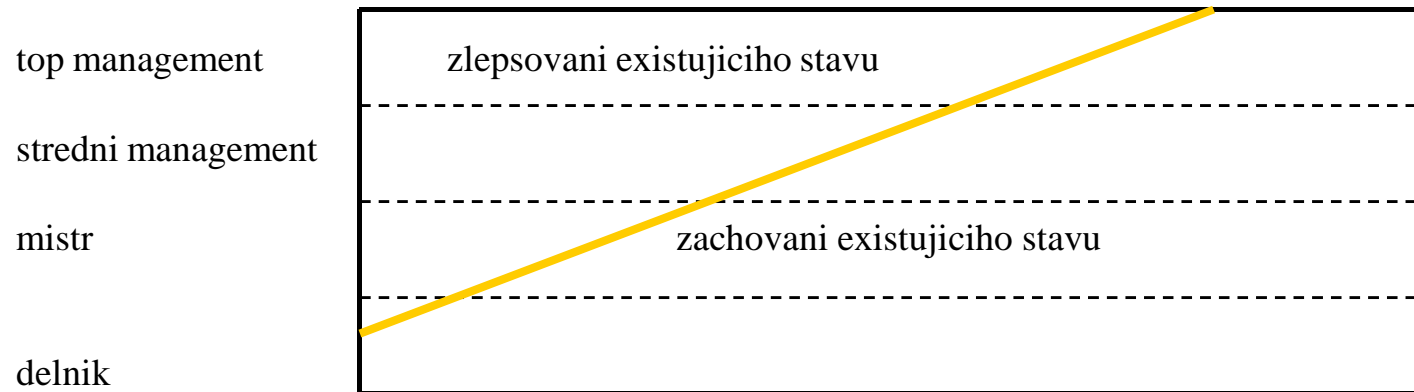 top management
zlepsovani existujiciho stavu
stredni management
mistr
zachovani existujiciho stavu
delnik